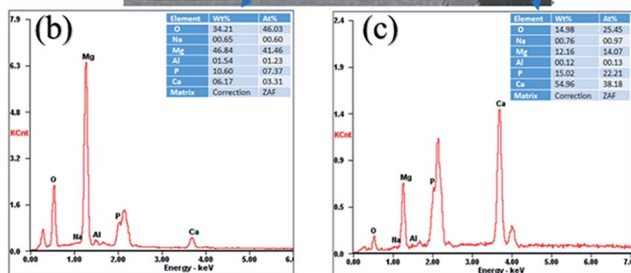 (b)
Element Wt% At%
O 34.21 46.03
Na 00.65 00.60
Mg 46.84 41.46
Al 01.54 01.23
P 10.60 07.37
Ca 06.17 03.31
Matrix Correction ZAF
7.9
6.3
4.8
KCnt
3.2
1.6
0.0
Mg
O
Na
Al
P
Ca
1.00 2.00 3.00 4.00 5.00 6.0
Energy - keV
(c)
Element Wt% At%
O 14.98 25.45
Na 00.76 00.97
Mg 12.16 14.07
Al 00.12 00.13
P 15.02 22.21
Ca 54.96 38.18
Matrix Correction ZAF
2.4
1.9
1.4
KCnt
0.9
0.5
0.0
Ca
Mg
P
O
Na
Al
1.00 2.00 3.00 4.00 5.00 6.00 7.0
Energy - keV